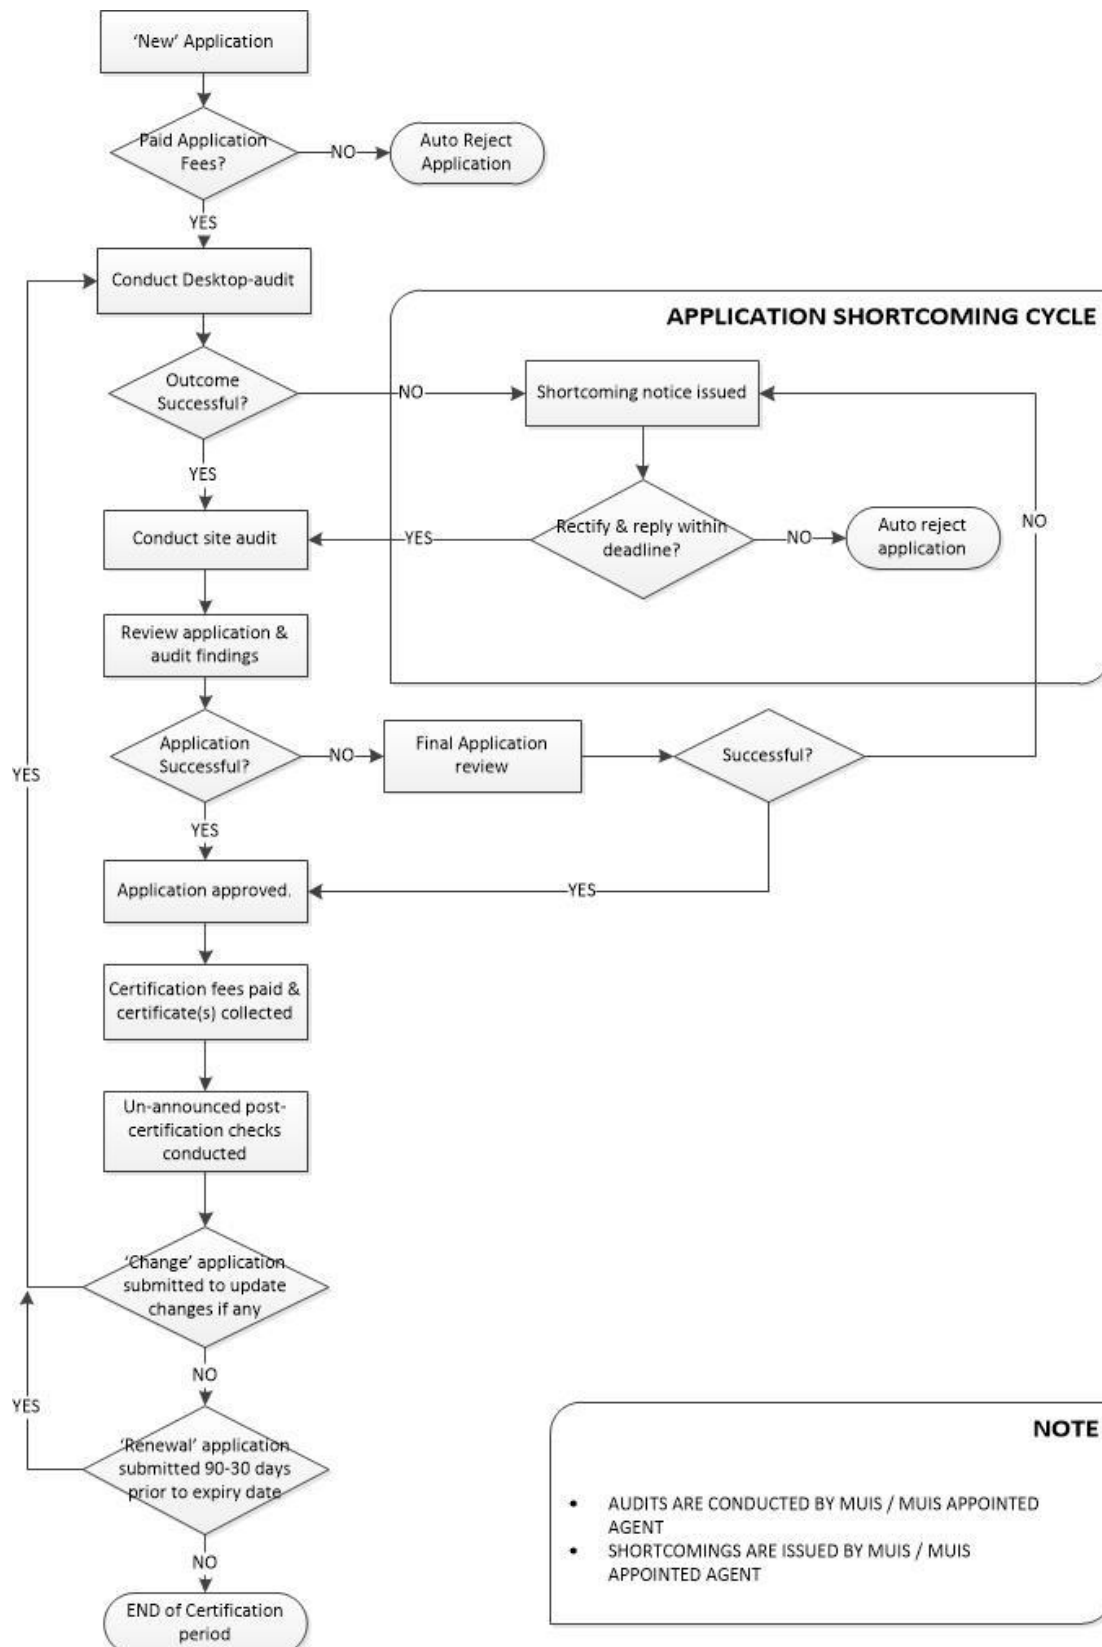 ‘New’ Application
Paid Application
Fees?
NO
Auto Reject
Application
YES
Conduct Desktop-audit
APPLICATION SHORTCOMING CYCLE
Outcome
Successful?
NO
Shortcoming notice issued
YES
Conduct site audit
YES
Rectify & reply within
deadline?
NO
Auto reject
application
NO
Review application &
audit findings
Application
Successful?
NO
Final Application
review
Successful?
YES
YES
Application approved.
YES
Certification fees paid &
certificate(s) collected
Un-announced post-
certification checks
conducted
‘Change’ application
submitted to update
changes if any
NO
YES
‘Renewal’ application
submitted 90-30 days
prior to expiry date
NO
END of Certification
period
NOTE
• AUDITS ARE CONDUCTED BY MUIS / MUIS APPOINTED
AGENT
• SHORTCOMINGS ARE ISSUED BY MUIS / MUIS
APPOINTED AGENT